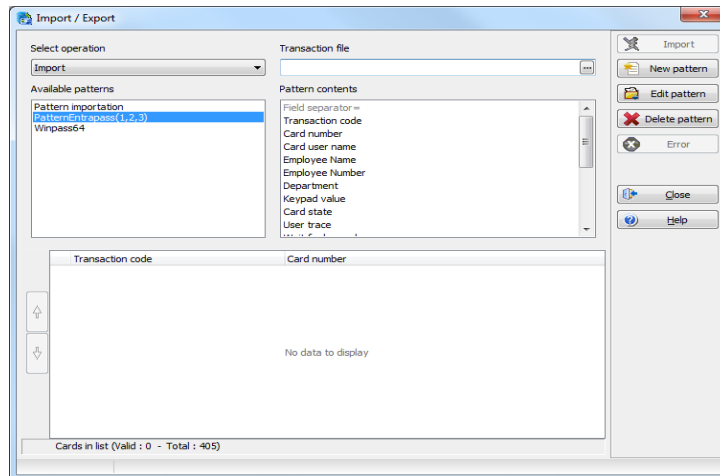 Import / Export
Select operation
Import
Transaction file
...
Available patterns
Pattern importation
PatternEntrapass(1,2,3)
Winpass64
Pattern contents
Field separator=
Transaction code
Card number
Card user name
Employee Name
Employee Number
Department
Keypad value
Card state
User trace
Import
New pattern
Edit pattern
Delete pattern
Error
Close
Help
Transaction code Card number
No data to display
Cards in list (Valid : 0 - Total : 405)